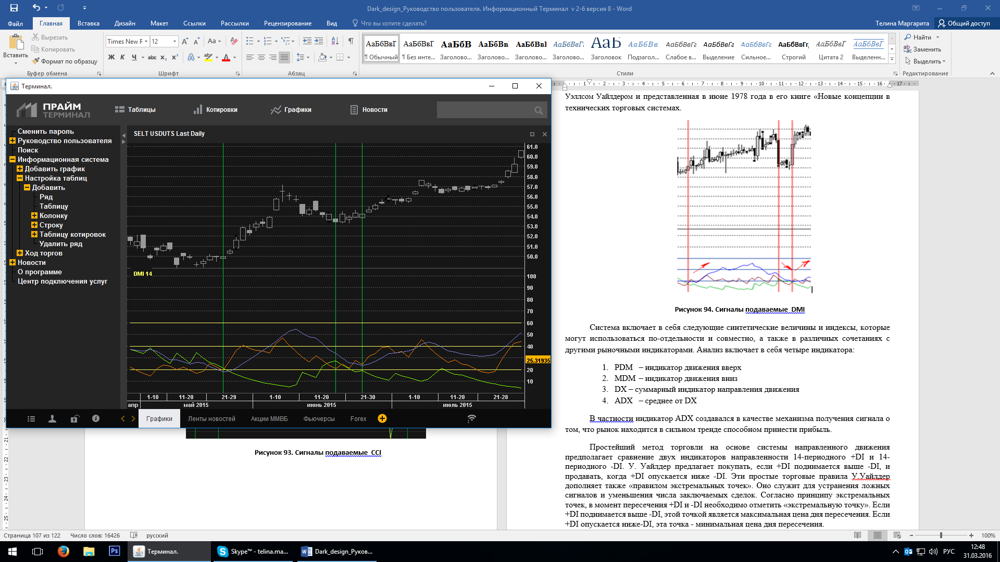 Dark_design_Руководство пользователя. Информационный Терминал  v 2-6 версия 8 - Word
Файл
Главная
Вставка
Дизайн
Макет
Ссылки
Рассылки
Рецензирование
Вид
Что вы хотите сделать?
Телина Маргарита
Общий доступ
Вставить
Вырезать
Копировать
Формат по образцу
Буфер обмена
Times New F
12
Шрифт
Абзац
¶ Обычный
¶ Без инте...
Заголово...
Заголово...
Заголово...
Заголово...
Заголовок
Подзагол...
Слабое в...
Выделение
Сильное...
Строгий
Цитата 2
Выделенн...
Стили
Найти
Заменить
Выделить
Редактирование
Терминал.
ПРАЙМ
ТЕРМИНАЛ
Таблицы
Котировки
Графики
Новости
Сменить пароль
Руководство пользователя
Поиск
Информационная система
Добавить график
Настройка таблиц
Добавить
Ряд
Таблицу
Колонку
Строку
Таблицу котировок
Удалить ряд
Ход торгов
Новости
О программе
Центр подключения услуг
SELT USDUTS Last Daily
61.0
60.0
59.0
58.0
57.0
56.0
55.0
54.0
53.0
52.0
51.0
50.0
DMI 14
100
90
80
70
60
50
40
25.31935
20
10
1-10 11-20 21-29 1-10 11-20 21-30 1-10 11-20 21-28
апр май 2015 июнь 2015 июль 2015
Графики
Ленты новостей
Акции ММВБ
Фьючерсы
Forex
Рисунок 93. Сигналы подаваемые  CCI
1 2 3 4 5 6 7 8 9 10 11 12 13 14 15 16 17
Уэллсом Уайлдером и представленная в июне 1978 года в его книге «Новые концепции в
технических торговых системах.
Рисунок 94. Сигналы подаваемые  DMI
Система включает в себя следующие синтетические величины и индексы, которые
могут использоваться по-отдельности и совместно, а также в различных сочетаниях с
другими рыночными индикаторами. Анализ включает в себя четыре индикатора:
1. PDM – индикатор движения вверх
2. MDM – индикатор движения вниз
3. DX – суммарный индикатор направления движения
4. ADX – среднее от DX
В частности индикатор ADX создавался в качестве механизма получения сигнала о
том, что рынок находится в сильном тренде способном принести прибыль.
Простейший метод торговли на основе системы направленного движения
предполагает сравнение двух индикаторов направленности 14-периодного +DI и 14-
периодного -DI. У. Уайлдер предлагает покупать, если +DI поднимается выше -DI, и
продавать, когда +DI опускается ниже -DI. Эти простые торговые правила У.Уайлдер
дополняет также «правилом экстремальных точек». Оно служит для устранения ложных
сигналов и уменьшения числа заключаемых сделок. Согласно принципу экстремальных
точек, в момент пересечения +DI и -DI необходимо отметить «экстремальную точку». Если
+DI поднимается выше -DI, этой точкой является максимальная цена дня пересечения. Если
+DI опускается ниже-DI, эта точка - минимальная цена дня пересечения.
Страница 107 из 122
Число слов: 16426
русский
100%
Терминал.
Skype™ - telina.ma...
Dark_design_Руков...
РУС
12:48
31.03.2016